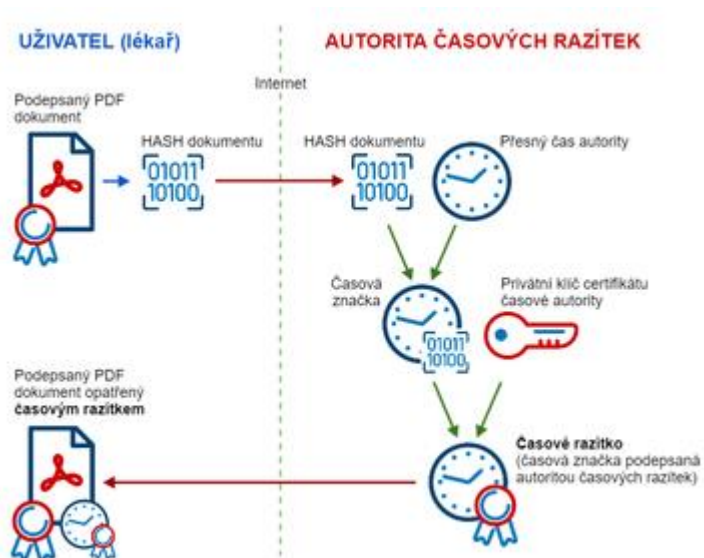 UŽIVATEL (lékař)
AUTORITA ČASOVÝCH RAZÍTEK
Internet
Podepsaný PDF
dokument
HASH dokumentu
HASH dokumentu
Přesný čas autority
01011
10100
01011
10100
Časová
značka
Privátní klíč certifikátu
časové autority
01011
10100
Podepsaný PDF
dokument opatřený
časovým razítkem
Časové razítko
(časová značka podepsaná
autoritou časových razítek)